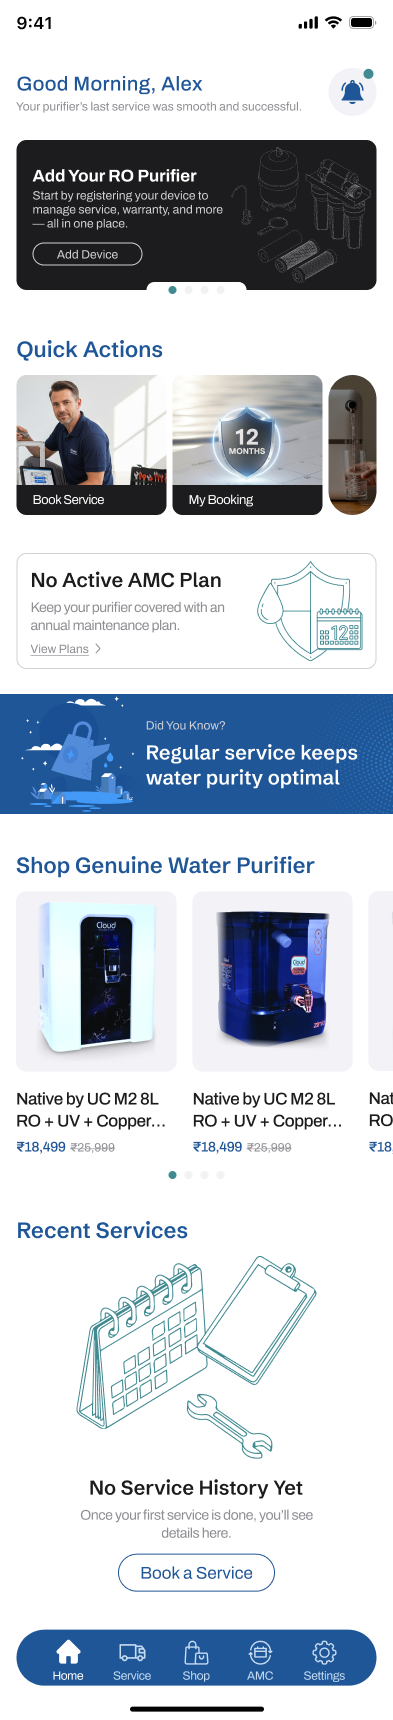 9:41
Good Morning, Alex
Your purifier's last service was smooth and successful.
Add Your RO Purifier
Start by registering your device to
manage service, warranty, and more
— all in one place.
Add Device
Quick Actions
12
MONTHS
Book Service
My Booking
No Active AMC Plan
Keep your purifier covered with an
annual maintenance plan.
View Plans
12
Did You Know?
Regular service keeps
water purity optimal
Shop Genuine Water Purifier
Cloud
Cloud
Native by UC M2 8L
RO + UV + Copper...
₹18,499 ₹25,999
Native by UC M2 8L
RO + UV + Copper...
₹18,499 ₹25,999
Nat
RO
₹18,
Recent Services
No Service History Yet
Once your first service is done, you'll see
details here.
Book a Service
Home
Service
Shop
AMC
Settings